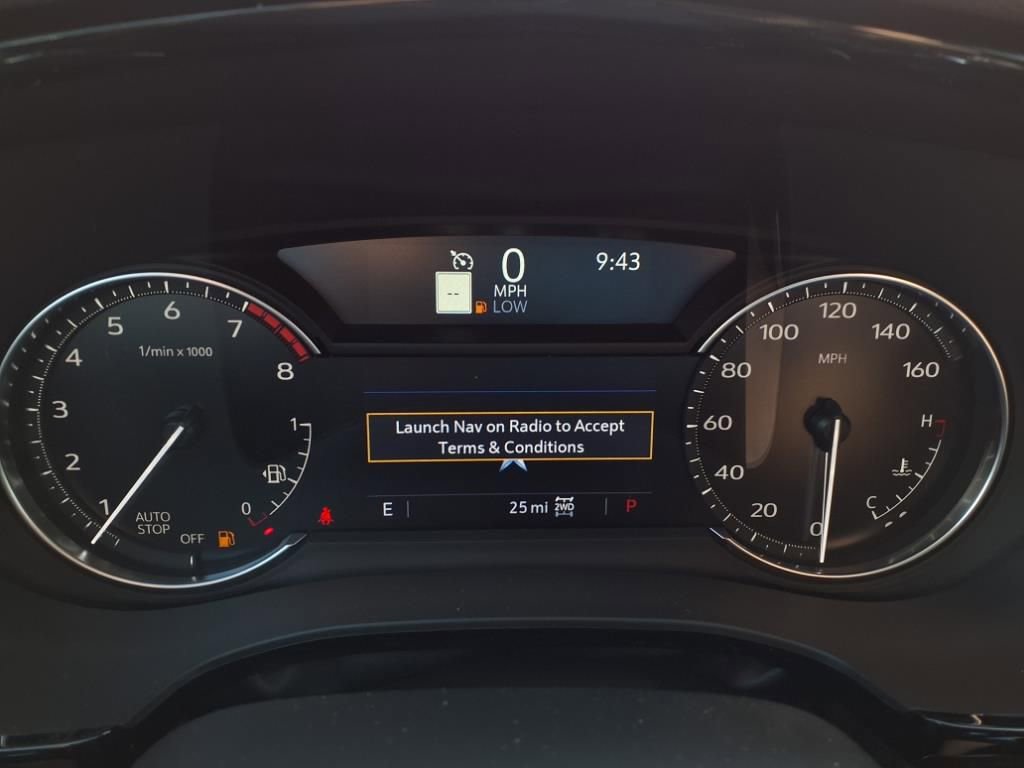 0
MPH
--
LOW
9:43
1
2
3
4
5
6
7
8
1/min x 1000
AUTO
STOP
OFF
1
0
Launch Nav on Radio to Accept
Terms & Conditions
E
25 mi
2WD
P
0
20
40
60
80
100
120
140
160
MPH
H
C